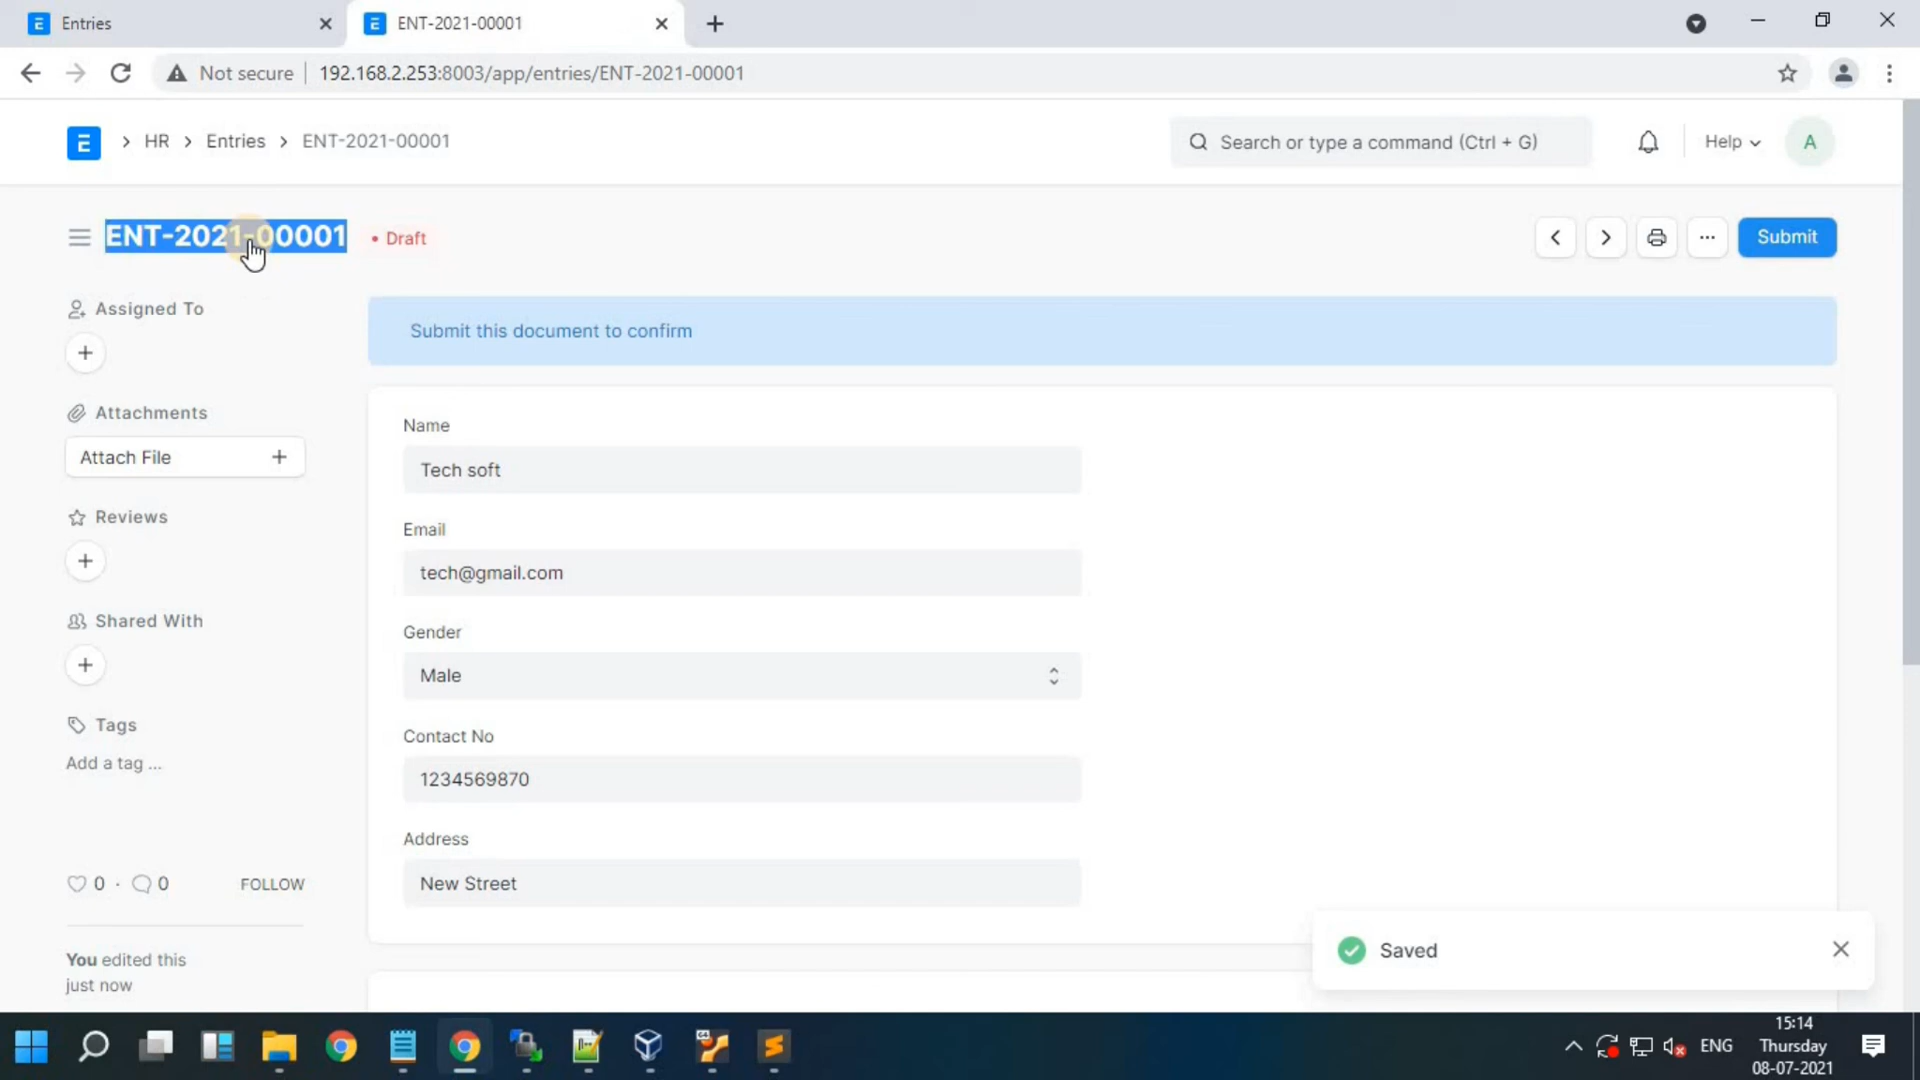 Entries
ENT-2021-00001
Not secure
192.168.2.253:8003/app/entries/ENT-2021-00001
E
HR
Entries
ENT-2021-00001
Search or type a command (Ctrl + G)
Help
A
ENT-2021-00001
Draft
Submit
Assigned To
Submit this document to confirm
Attachments
Attach File
Reviews
Shared With
Tags
Add a tag ...
Name
Tech soft
Email
tech@gmail.com
Gender
Male
Contact No
1234569870
Address
New Street
0 · 0
FOLLOW
You edited this
just now
Saved
ENG
15:14
Thursday
08-07-2021